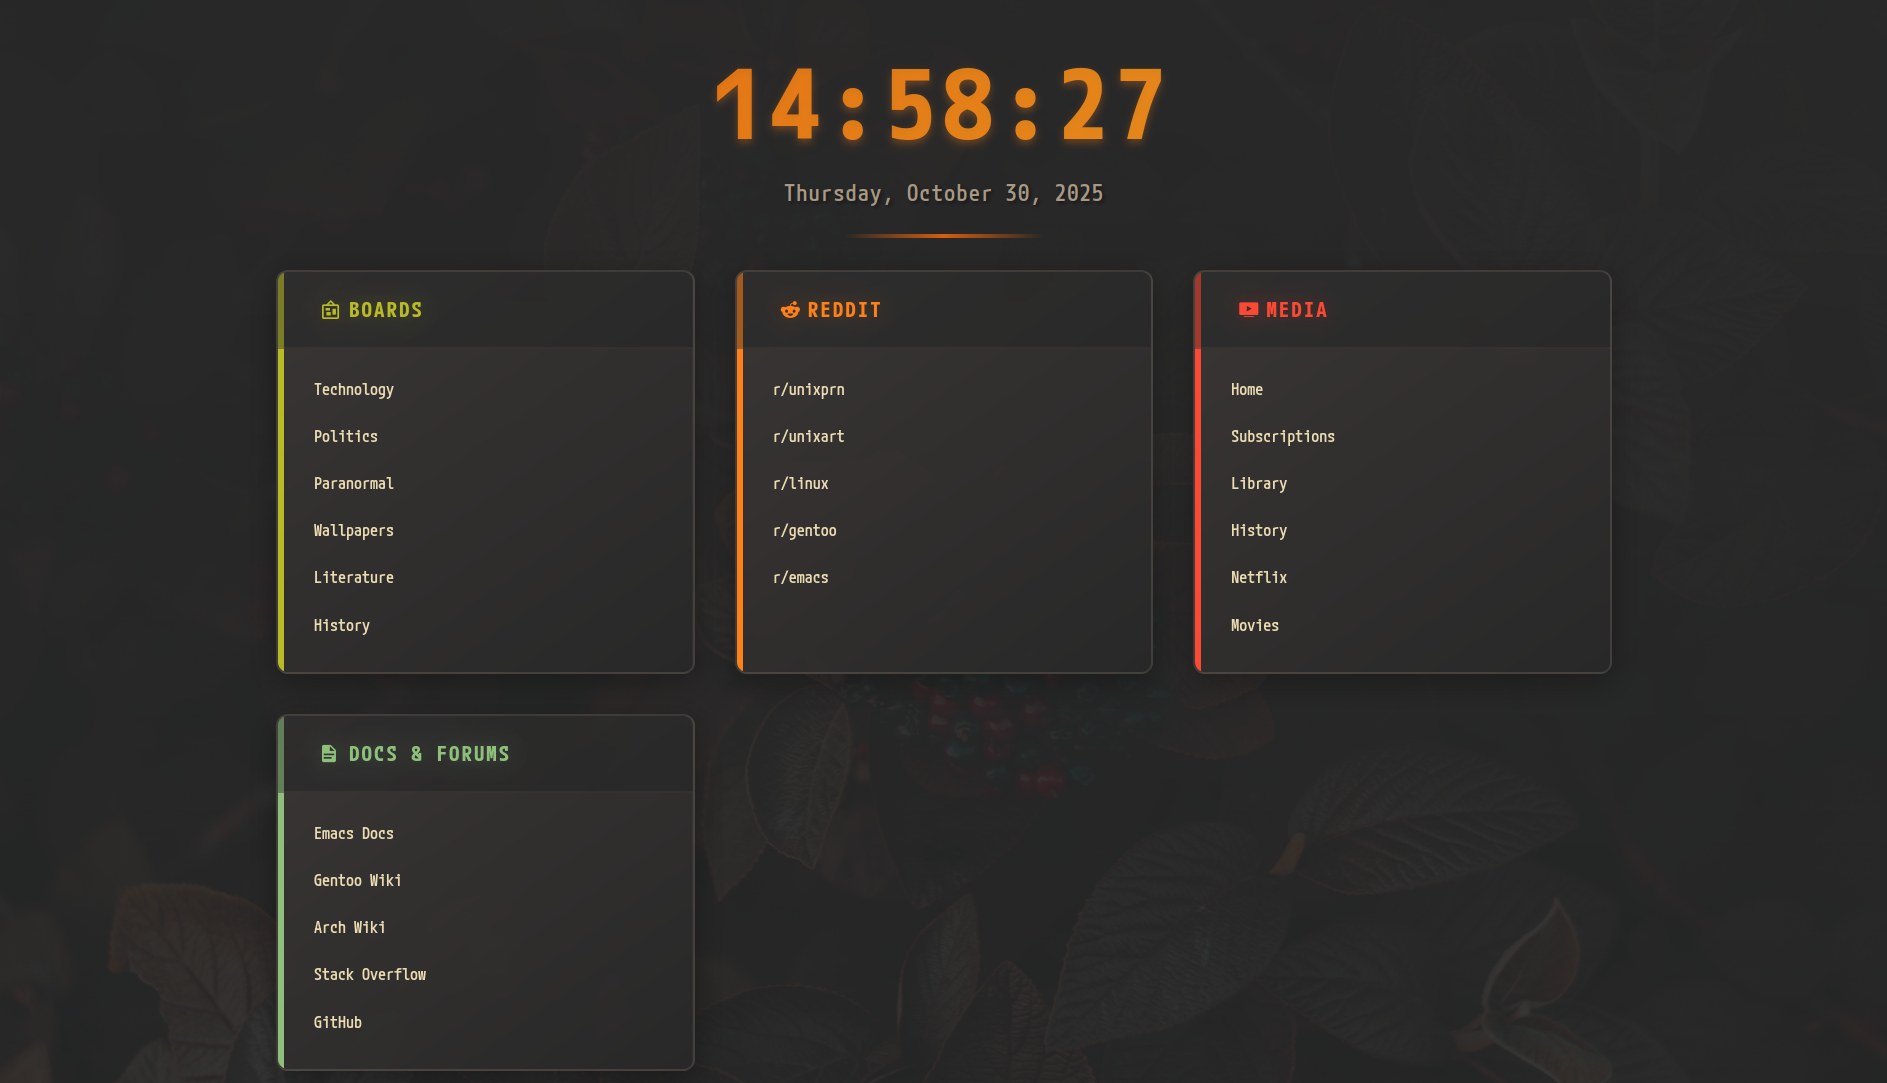 14:58:27
Thursday, October 30, 2025
BOARDS
Technology
Politics
Paranormal
Wallpapers
Literature
History
REDDIT
r/unixprn
r/unixart
r/linux
r/gentoo
r/emacs
MEDIA
Home
Subscriptions
Library
History
Netflix
Movies
DOCS & FORUMS
Emacs Docs
Gentoo Wiki
Arch Wiki
Stack Overflow
GitHub